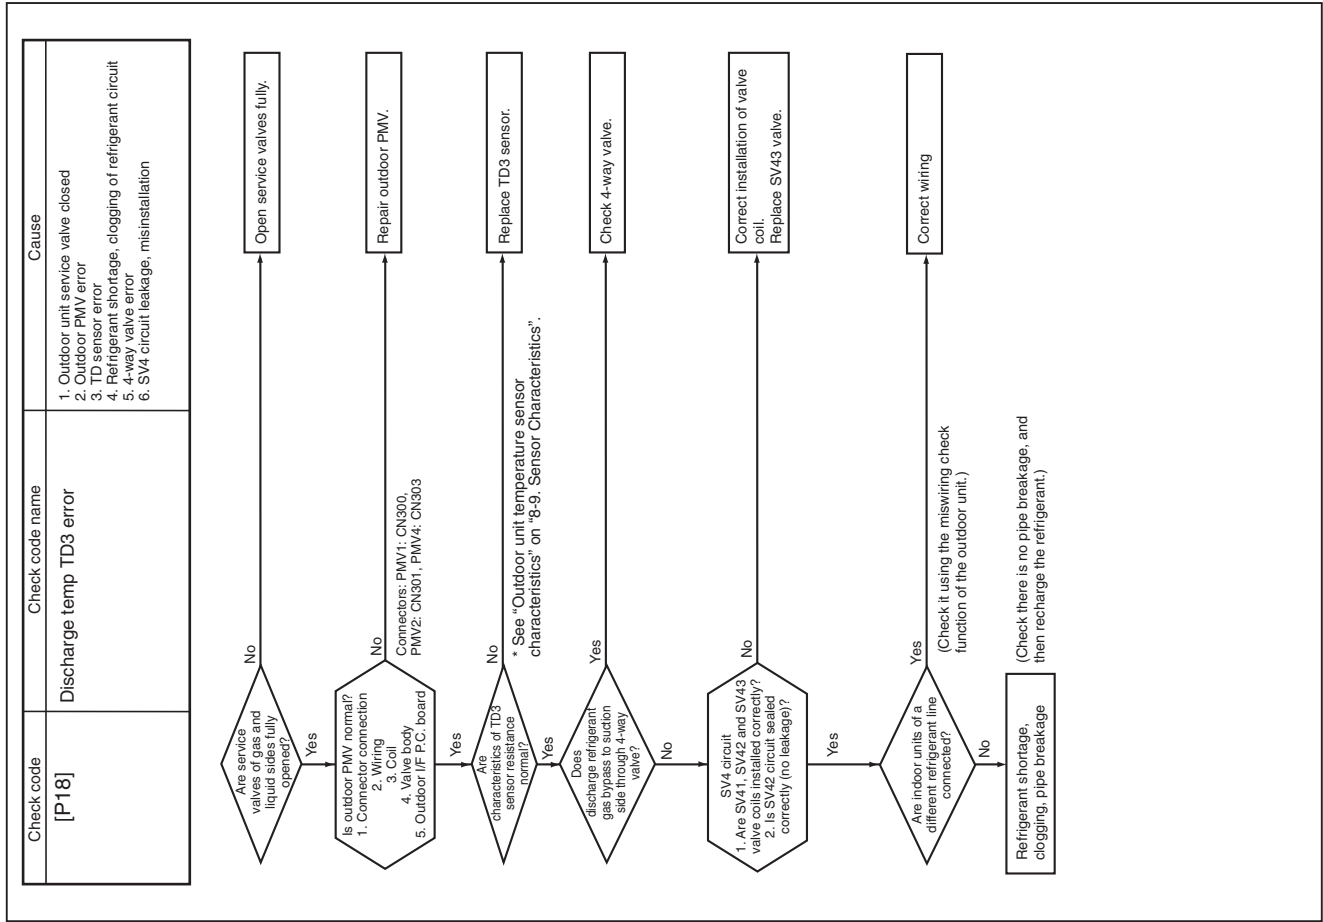 Check code
Check code name
Cause
[P18]
Discharge temp TD3 error
1. Outdoor unit service valve closed
2. Outdoor PMV error
3. TD sensor error
4. Refrigerant shortage, clogging of refrigerant circuit
5. 4-way valve error
6. SV4 circuit leakage, misinstallation
Are service
valves of gas and
liquid sides fully
opened?
No
Open service valves fully.
Yes
Is outdoor PMV normal?
1. Connector connection
2. Wiring
3. Coil
4. Valve body
5. Outdoor I/F P.C. board
No
Repair outdoor PMV.
Connectors: PMV1: CN300,
PMV2: CN301, PMV4: CN303
Yes
Are
characteristics of TD3
sensor resistance
normal?
No
Replace TD3 sensor.
* See “Outdoor unit temperature sensor
characteristics” on “8-9. Sensor Characteristics”.
Yes
Does
discharge refrigerant
gas bypass to suction
side through 4-way
valve?
Yes
Check 4-way valve.
No
SV4 circuit
1. Are SV41, SV42 and SV43
valve coils installed correctly?
2. Is SV42 circuit sealed
correctly (no leakage)?
No
Correct installation of valve
coil.
Replace SV43 valve.
Yes
Are indoor units of a
different refrigerant line
connected?
Yes
Correct wiring
(Check it using the miswiring check
function of the outdoor unit.)
No
Refrigerant shortage,
clogging, pipe breakage
(Check there is no pipe breakage, and
then recharge the refrigerant.)